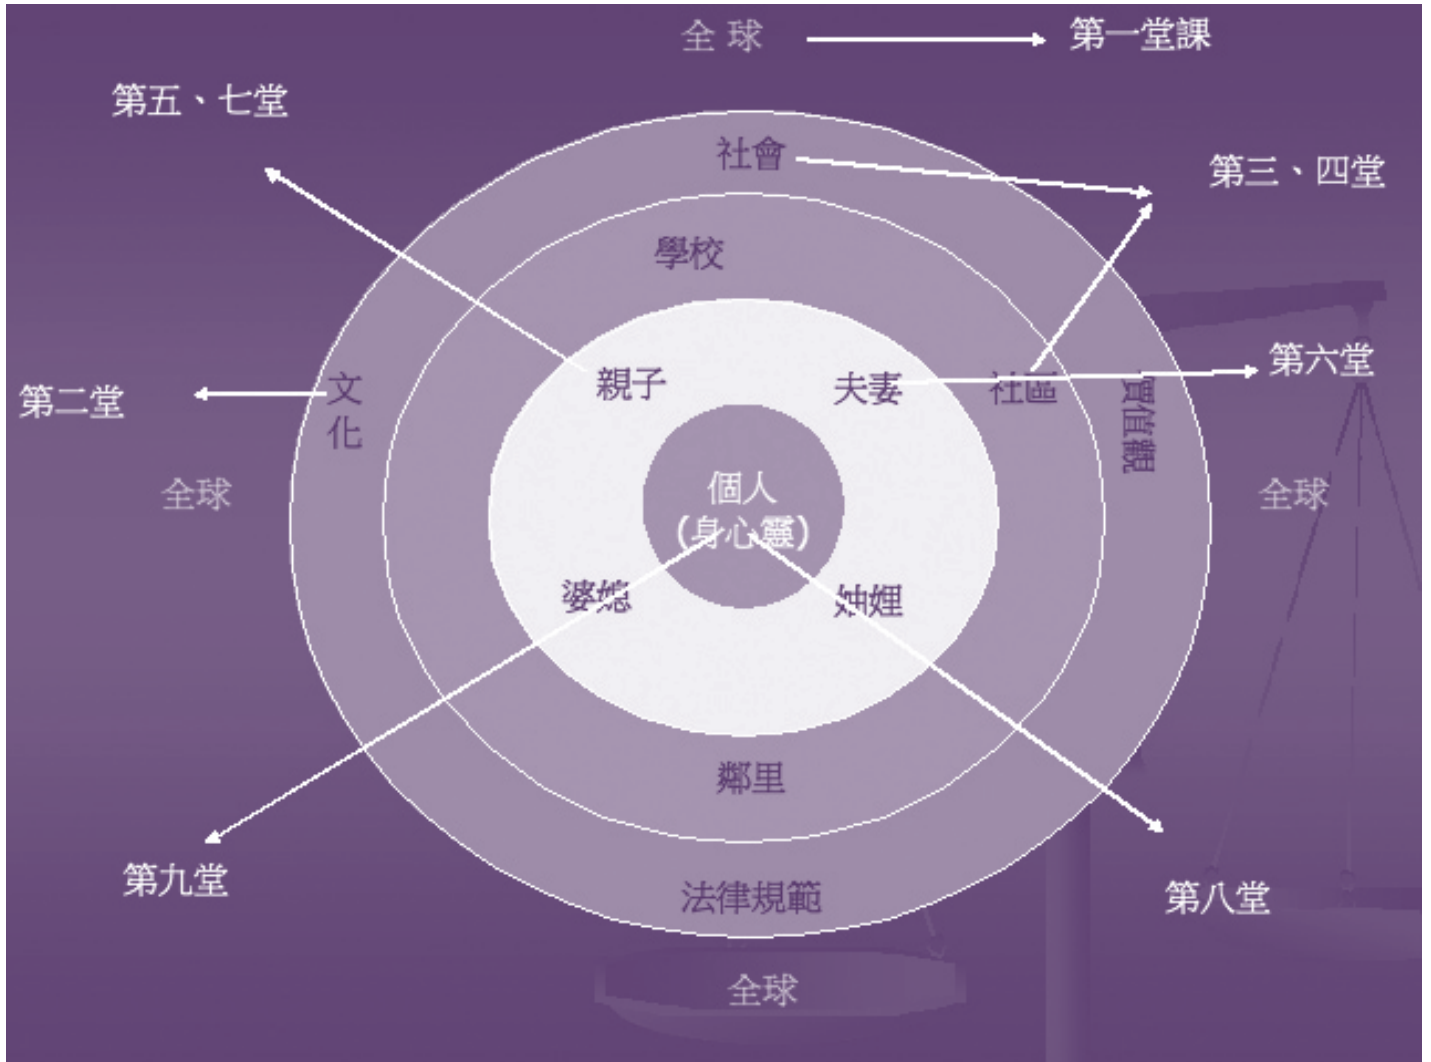 全 球
第一堂課
第五、七堂
社會
第三、四堂
學校
第六堂
親子
夫妻
社區
第二堂
文
化
價值觀
全球
個人
(身心靈)
全球
婆媳
妯娌
鄰里
第九堂
法律規範
第八堂
全球